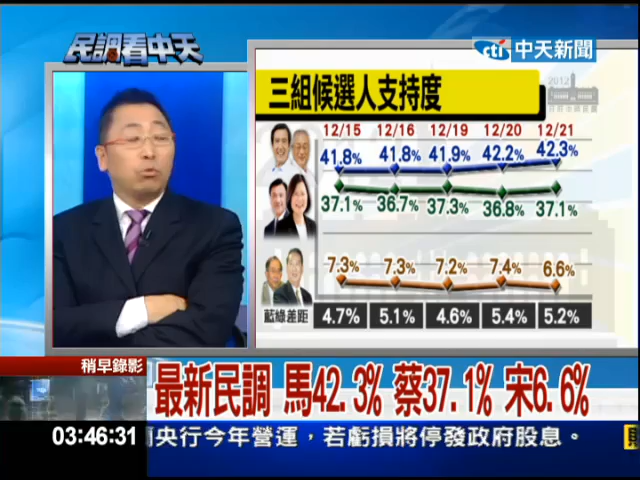 民調看中天
cti 中天新聞
2012
三組候選人支持度
12/15 12/16 12/19 12/20 12/21
41.8% 41.8% 41.9% 42.2% 42.3%
37.1% 36.7% 37.3% 36.8% 37.1%
7.3% 7.3% 7.2% 7.4% 6.6%
藍綠差距 4.7% 5.1% 4.6% 5.4% 5.2%
稍早錄影
最新民調 馬42.3% 蔡37.1% 宋6.6%
03:46:31 央行今年營運，若虧損將停發政府股息。